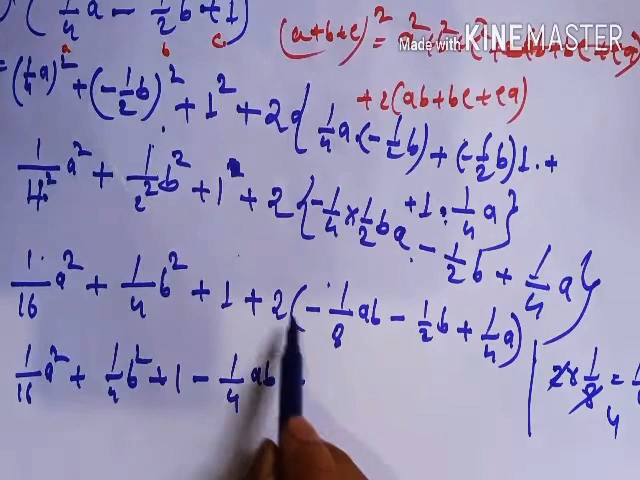 (1/4 a - 1/2 b + 1)²
a b c
(a+b+c)² = a² + b² + c² +
+ 2(ab+bc+ca)
Made with KINEMASTER
= (1/4 a)² + (-1/2 b)² + 1² + 2{1/4 a·(-1/2 b) + (-1/2 b)1· +
+1·1/4 a}
1/4² a² + 1/2² b² + 1² + 2{-1/4 × 1/2 ba - 1/2 b + 1/4 a}
1/16 a² + 1/4 b² + 1 + 2(-1/8 ab - 1/2 b + 1/4 a)
1/16 a² + 1/4 b² + 1 - 1/4 ab
2×1/8 =
4